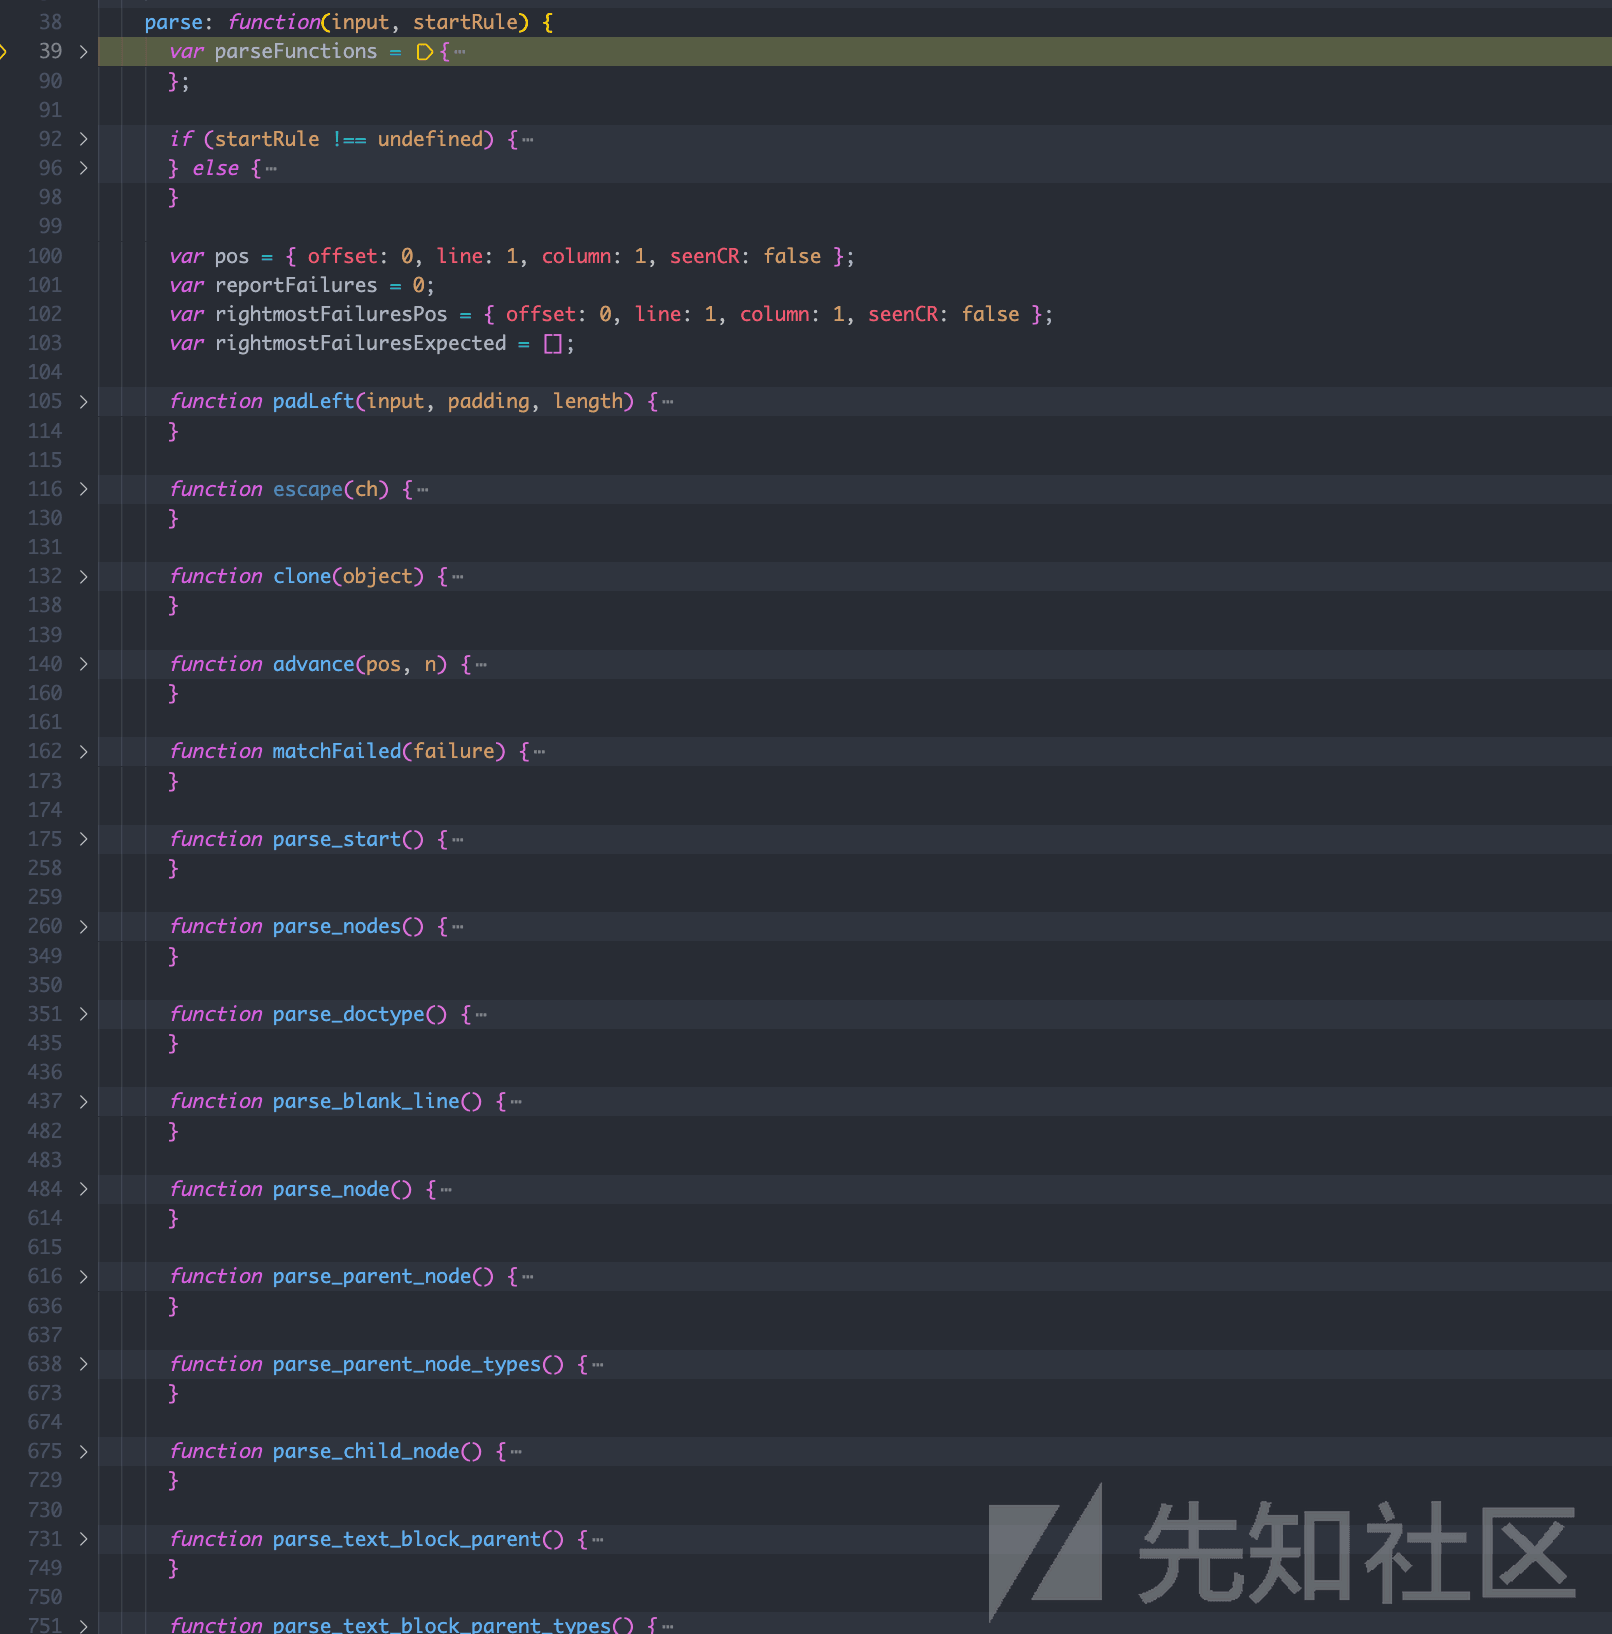 38 parse: function(input, startRule) {
39 > var parseFunctions = { …
90 };
91
92 > if (startRule !== undefined) { …
96 > } else { …
98 }
99
100 var pos = { offset: 0, line: 1, column: 1, seenCR: false };
101 var reportFailures = 0;
102 var rightmostFailuresPos = { offset: 0, line: 1, column: 1, seenCR: false };
103 var rightmostFailuresExpected = [];
104
105 > function padLeft(input, padding, length) { …
114 }
115
116 > function escape(ch) { …
130 }
131
132 > function clone(object) { …
138 }
139
140 > function advance(pos, n) { …
160 }
161
162 > function matchFailed(failure) { …
173 }
174
175 > function parse_start() { …
258 }
259
260 > function parse_nodes() { …
349 }
350
351 > function parse_doctype() { …
435 }
436
437 > function parse_blank_line() { …
482 }
483
484 > function parse_node() { …
614 }
615
616 > function parse_parent_node() { …
636 }
637
638 > function parse_parent_node_types() { …
673 }
674
675 > function parse_child_node() { …
729 }
730
731 > function parse_text_block_parent() { …
749 }
750
751 > function parse_text_block_parent_types() { …
先知社区